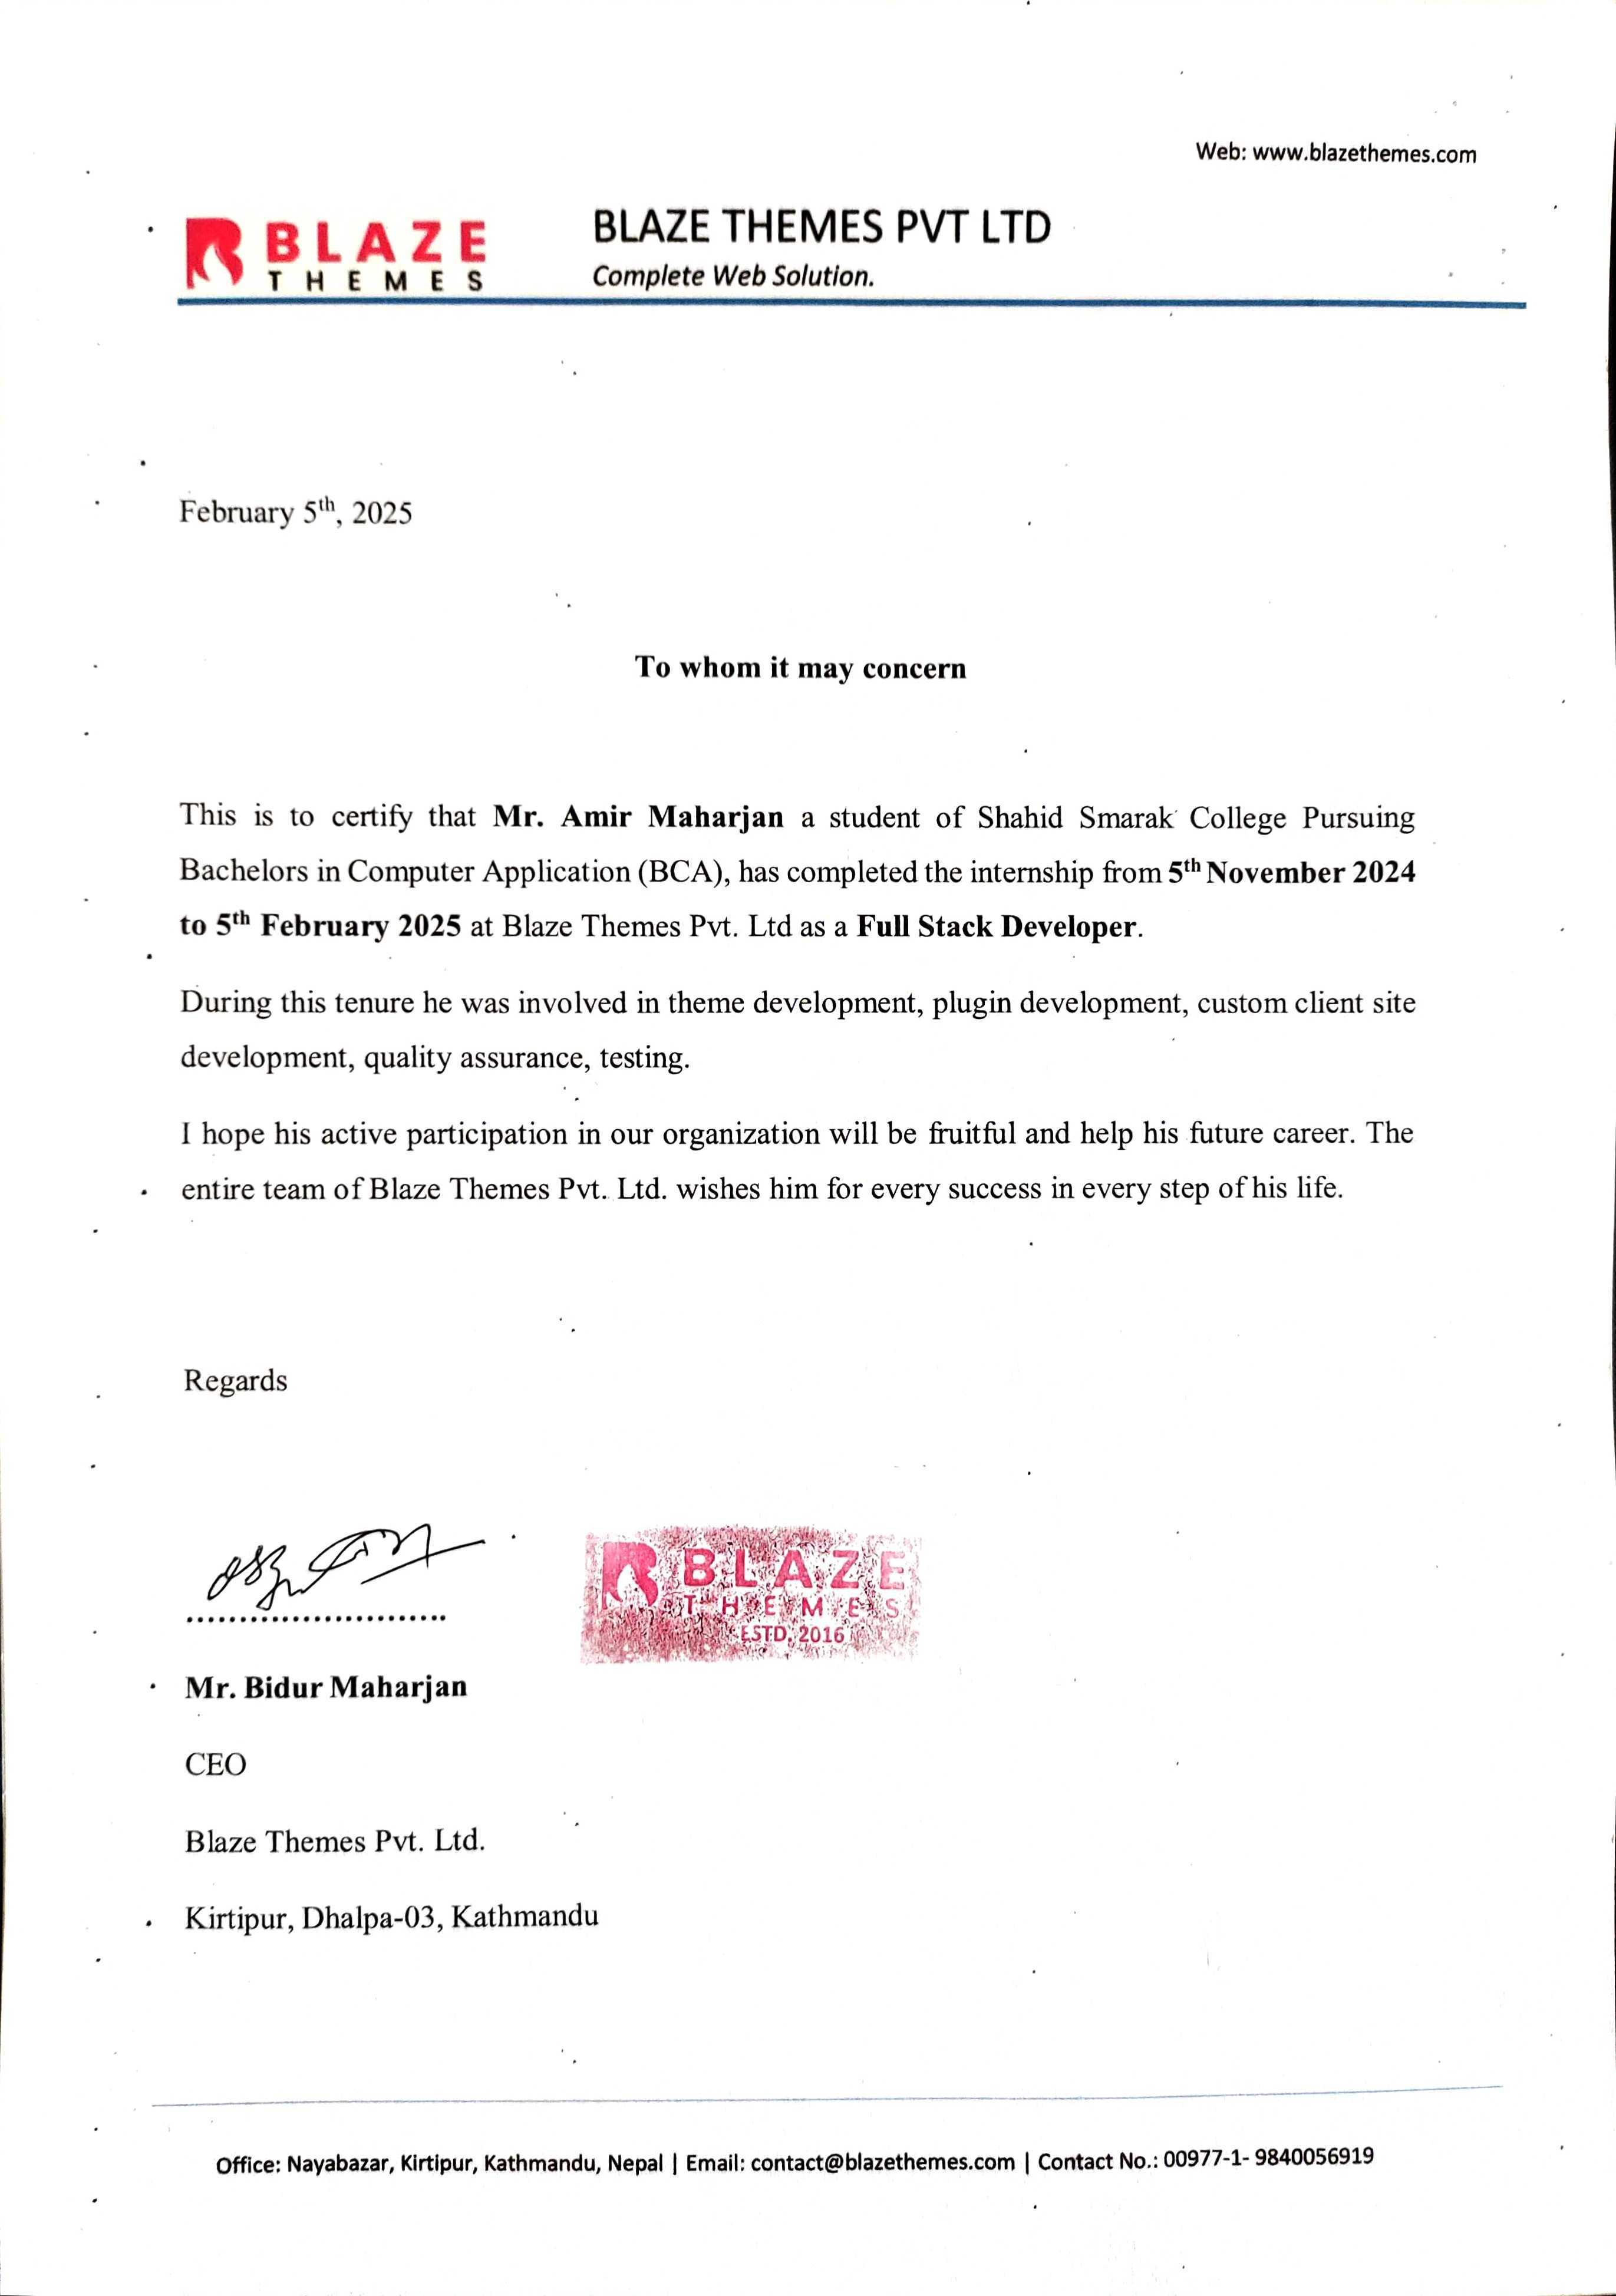 Web: www.blazethemes.com
BLAZE
THEMES
BLAZE THEMES PVT LTD
Complete Web Solution.
February 5th, 2025
To whom it may concern
This is to certify that Mr. Amir Maharjan a student of Shahid Smarak College Pursuing
Bachelors in Computer Application (BCA), has completed the internship from 5th November 2024
to 5th February 2025 at Blaze Themes Pvt. Ltd as a Full Stack Developer.
During this tenure he was involved in theme development, plugin development, custom client site
development, quality assurance, testing.
I hope his active participation in our organization will be fruitful and help his future career. The
entire team of Blaze Themes Pvt. Ltd. wishes him for every success in every step of his life.
Regards
BLAZE
THEMES
ESTD. 2016
Mr. Bidur Maharjan
CEO
Blaze Themes Pvt. Ltd.
Kirtipur, Dhalpa-03, Kathmandu
Office: Nayabazar, Kirtipur, Kathmandu, Nepal | Email: contact@blazethemes.com | Contact No.: 00977-1- 9840056919